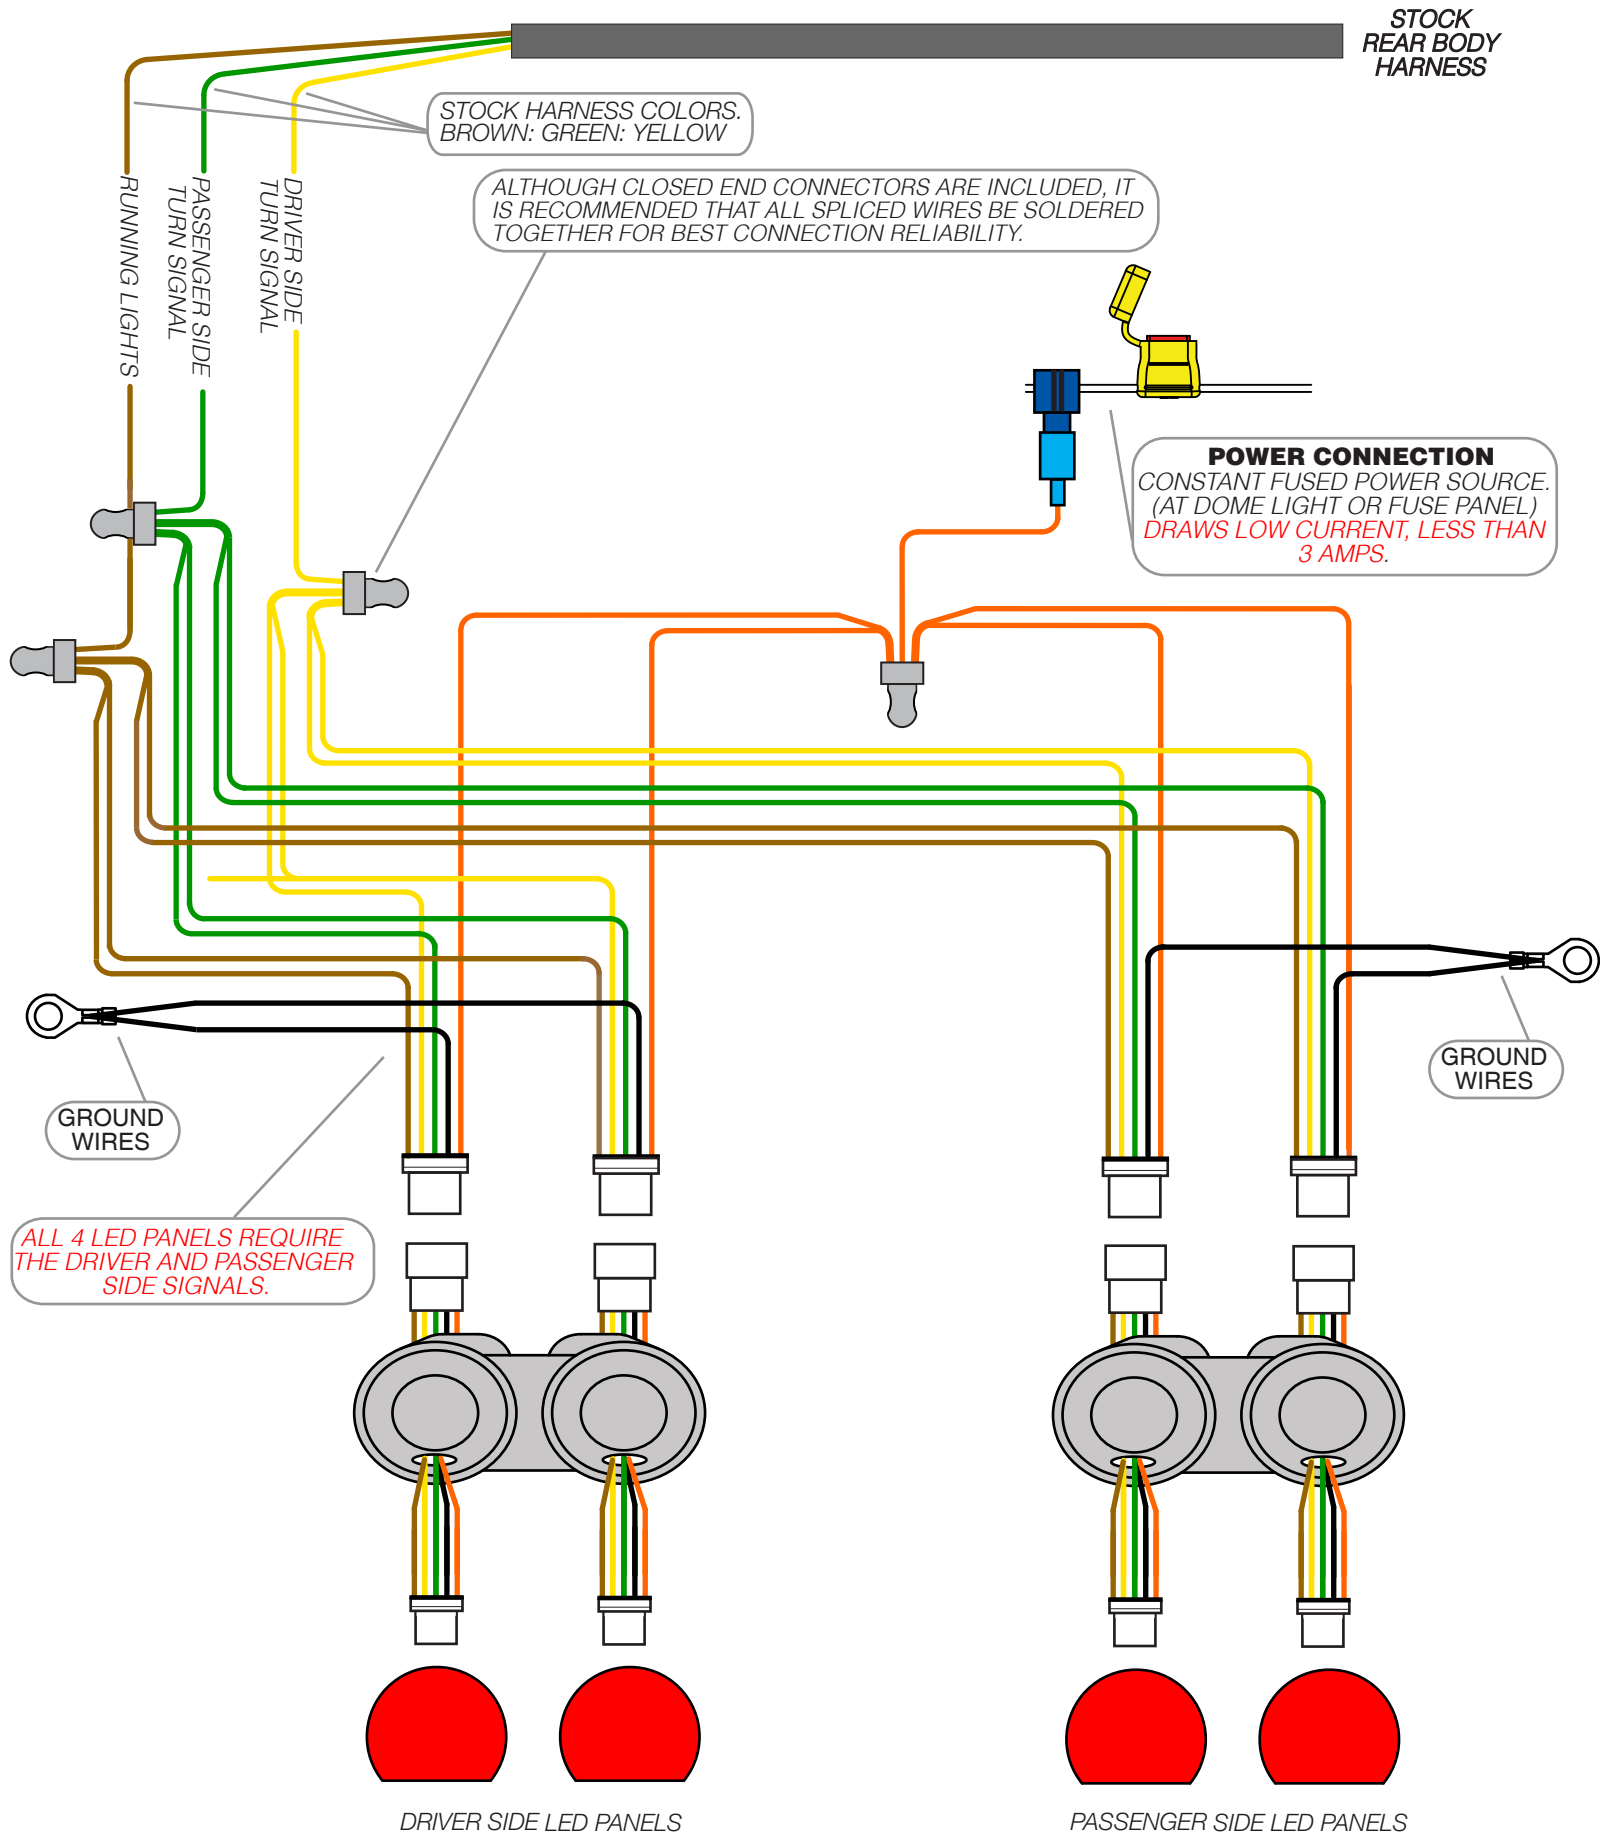 STOCK
REAR BODY
HARNESS
STOCK HARNESS COLORS.
BROWN: GREEN: YELLOW
RUNNING LIGHTS
PASSENGER SIDE
TURN SIGNAL
DRIVER SIDE
TURN SIGNAL
ALTHOUGH CLOSED END CONNECTORS ARE INCLUDED, IT
IS RECOMMENDED THAT ALL SPLICED WIRES BE SOLDERED
TOGETHER FOR BEST CONNECTION RELIABILITY.
POWER CONNECTION
CONSTANT FUSED POWER SOURCE.
(AT DOME LIGHT OR FUSE PANEL)
DRAWS LOW CURRENT, LESS THAN
3 AMPS.
GROUND
WIRES
GROUND
WIRES
ALL 4 LED PANELS REQUIRE
THE DRIVER AND PASSENGER
SIDE SIGNALS.
DRIVER SIDE LED PANELS
PASSENGER SIDE LED PANELS